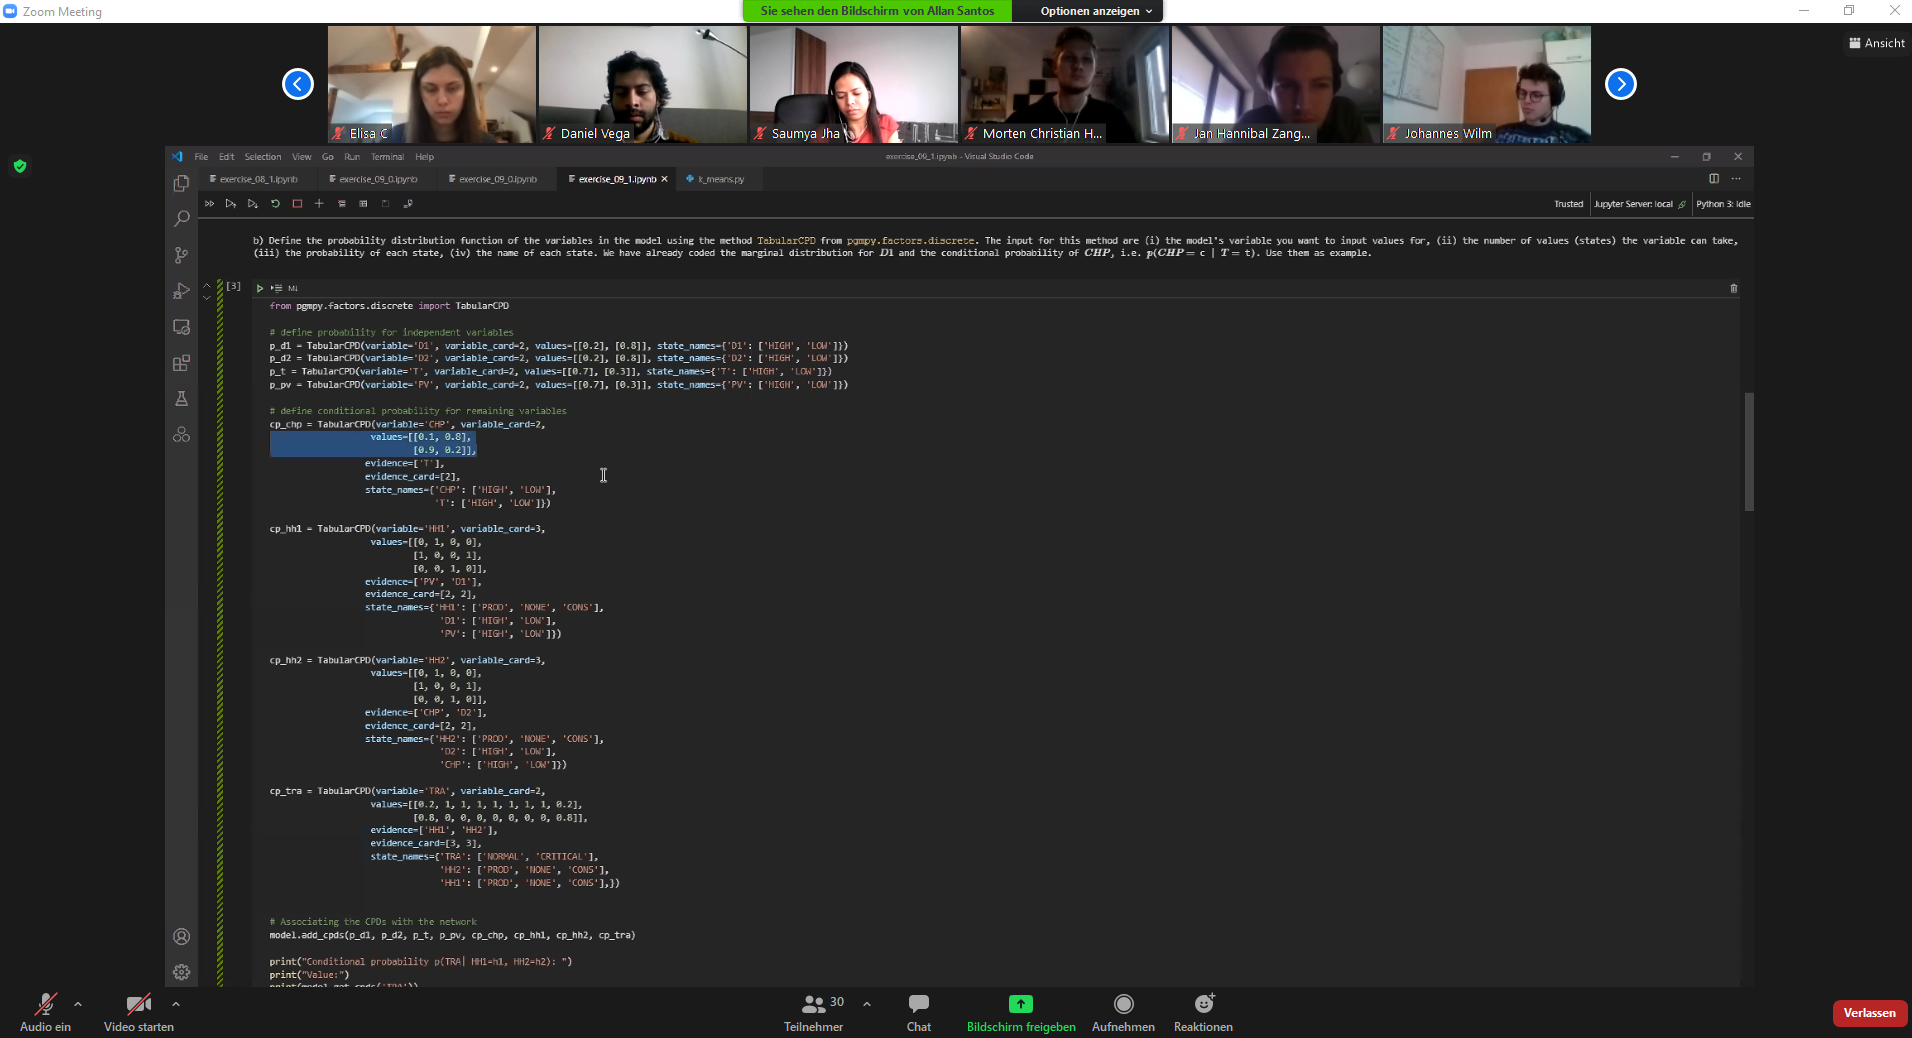 Zoom Meeting
Sie sehen den Bildschirm von Allan Santos
Optionen anzeigen
Ansicht
Elisa C
Daniel Vega
Saumya Jha
Morten Christian H...
Jan Hannibal Zang...
Johannes Wilm
File Edit Selection View Go Run Terminal Help
exercise_09_1.ipynb - Visual Studio Code
exercise_08_1.ipynb
exercise_09_0.ipynb
exercise_09_0.ipynb
exercise_09_1.ipynb
k_means.py
Trusted
Jupyter Server: local
Python 3: Idle
b) Define the probability distribution function of the variables in the model using the method TabularCPD from pgmpy.factors.discrete. The input for this method are (i) the model's variable you want to input values for, (ii) the number of values (states) the variable can take,
(iii) the probability of each state, (iv) the name of each state. We have already coded the marginal distribution for D1 and the conditional probability of CHP, i.e. p(CHP = c | T = t). Use them as example.
[3]
M↓
from pgmpy.factors.discrete import TabularCPD
# define probability for independent variables
p_d1 = TabularCPD(variable='D1', variable_card=2, values=[[0.2], [0.8]], state_names={'D1': ['HIGH', 'LOW']})
p_d2 = TabularCPD(variable='D2', variable_card=2, values=[[0.2], [0.8]], state_names={'D2': ['HIGH', 'LOW']})
p_t = TabularCPD(variable='T', variable_card=2, values=[[0.7], [0.3]], state_names={'T': ['HIGH', 'LOW']})
p_pv = TabularCPD(variable='PV', variable_card=2, values=[[0.7], [0.3]], state_names={'PV': ['HIGH', 'LOW']})
# define conditional probability for remaining variables
cp_chp = TabularCPD(variable='CHP', variable_card=2,
values=[[0.1, 0.8],
[0.9, 0.2]],
evidence=['T'],
evidence_card=[2],
state_names={'CHP': ['HIGH', 'LOW'],
'T': ['HIGH', 'LOW']})
cp_hh1 = TabularCPD(variable='HH1', variable_card=3,
values=[[0, 1, 0, 0],
[1, 0, 0, 1],
[0, 0, 1, 0]],
evidence=['PV', 'D1'],
evidence_card=[2, 2],
state_names={'HH1': ['PROD', 'NONE', 'CONS'],
'D1': ['HIGH', 'LOW'],
'PV': ['HIGH', 'LOW']})
cp_hh2 = TabularCPD(variable='HH2', variable_card=3,
values=[[0, 1, 0, 0],
[1, 0, 0, 1],
[0, 0, 1, 0]],
evidence=['CHP', 'D2'],
evidence_card=[2, 2],
state_names={'HH2': ['PROD', 'NONE', 'CONS'],
'D2': ['HIGH', 'LOW'],
'CHP': ['HIGH', 'LOW']})
cp_tra = TabularCPD(variable='TRA', variable_card=2,
values=[[0.2, 1, 1, 1, 1, 1, 1, 1, 0.2],
[0.8, 0, 0, 0, 0, 0, 0, 0, 0.8]],
evidence=['HH1', 'HH2'],
evidence_card=[3, 3],
state_names={'TRA': ['NORMAL', 'CRITICAL'],
'HH2': ['PROD', 'NONE', 'CONS'],
'HH1': ['PROD', 'NONE', 'CONS'],})
# Associating the CPDs with the network
model.add_cpds(p_d1, p_d2, p_t, p_pv, cp_chp, cp_hh1, cp_hh2, cp_tra)
print("Conditional probability p(TRA| HH1=h1, HH2=h2): ")
print("Value:")
print(model.get_cpds('TRA'))
Audio ein
Video starten
30
Teilnehmer
Chat
Bildschirm freigeben
Aufnehmen
Reaktionen
Verlassen